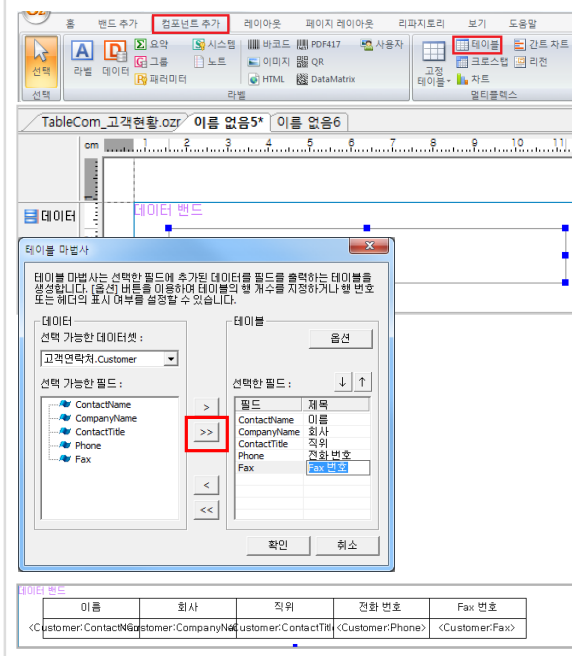 홈 밴드 추가 컴포넌트 추가 레이아웃 페이지 레이아웃 리파지토리 보기 도움말
선택 라벨 데이터 요약 그룹 패러미터 시스템 노트 바코드 이미지 HTML PDF417 QR DataMatrix 사용자 고정 테이블 테이블 크로스탭 차트 간트 차트 리전
선택 라벨 멀티플렉스
TableCom_고객현황.ozr 이름 없음5* 이름 없음6
cm 1 2 3 4 5 6 7 8 9 10 11
데이터 데이터 밴드
테이블 마법사
테이블 마법사는 선택한 필드에 추가된 데이터를 필드를 출력하는 테이블을
생성합니다. [옵션] 버튼을 이용하여 테이블의 행 개수를 지정하거나 행 번호
또는 헤더의 표시 여부를 설정할 수 있습니다.
데이터 테이블
선택 가능한 데이터셋 : 옵션
고객연락처.Customer
선택 가능한 필드 : 선택한 필드 : ↓ ↑
ContactName > 필드 제목
CompanyName ContactName 이름
ContactTitle >> CompanyName 회사
Phone ContactTitle 직위
Fax Phone 전화 번호
Fax Fax 번호
<
<<
확인 취소
데이터 밴드
이름 회사 직위 전화 번호 Fax 번호
<Customer:Phone> <Customer:Fax>